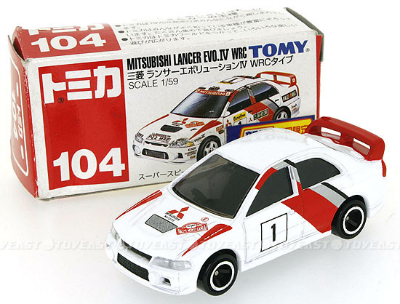 トミカ
104
MITSUBISHI LANCER EVO.IV WRC TOMY
三菱 ランサーエボリューションIV WRCタイプ
SCALE 1/59
104
スーパースピ
1
TOYEAST